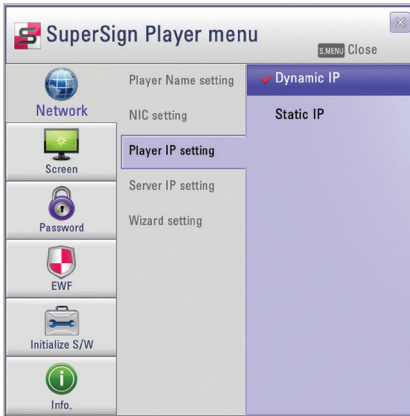 SuperSign Player menu
S.MENU Close
Network
Screen
Password
EWF
Initialize S/W
Info.
Player Name setting
NIC setting
Player IP setting
Server IP setting
Wizard setting
Dynamic IP
Static IP